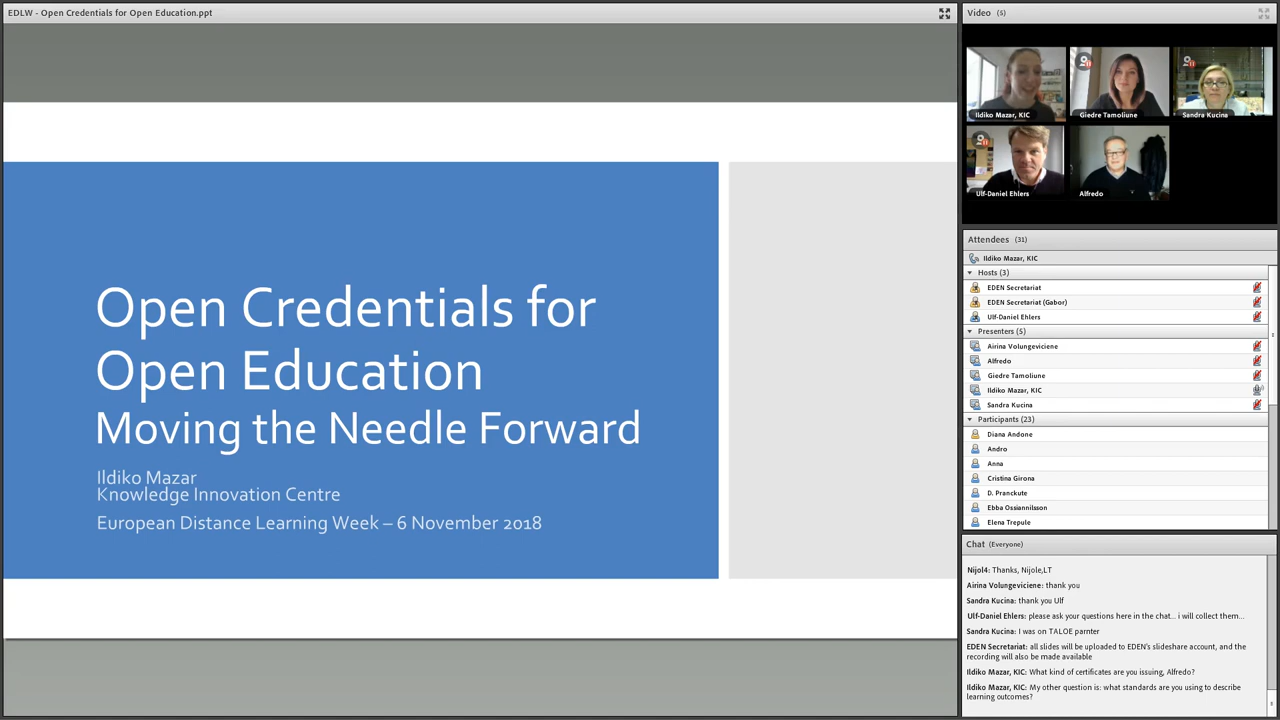 EDLW - Open Credentials for Open Education.ppt
Open Credentials for
Open Education
Moving the Needle Forward
Ildiko Mazar
Knowledge Innovation Centre
European Distance Learning Week – 6 November 2018
Video (5)
Ildiko Mazar, KIC
Giedre Tamoliune
Sandra Kucina
Ulf-Daniel Ehlers
Alfredo
Attendees (31)
Ildiko Mazar, KIC
Hosts (3)
EDEN Secretariat
EDEN Secretariat (Gabor)
Ulf-Daniel Ehlers
Presenters (5)
Airina Volungeviciene
Alfredo
Giedre Tamoliune
Ildiko Mazar, KIC
Sandra Kucina
Participants (23)
Diana Andone
Andro
Anna
Cristina Girona
D. Pranckute
Ebba Ossiannilsson
Elena Trepule
Chat (Everyone)
Nijol4: Thanks, Nijole,LT
Airina Volungeviciene: thank you
Sandra Kucina: thank you Ulf
Ulf-Daniel Ehlers: please ask your questions here in the chat... i will collect them...
Sandra Kucina: I was on TALOE parnter
EDEN Secretariat: all slides will be uploaded to EDEN's slideshare account, and the
recording will also be made available
Ildiko Mazar, KIC: What kind of certificates are you issuing, Alfredo?
Ildiko Mazar, KIC: My other question is: what standards are you using to describe
learning outcomes?